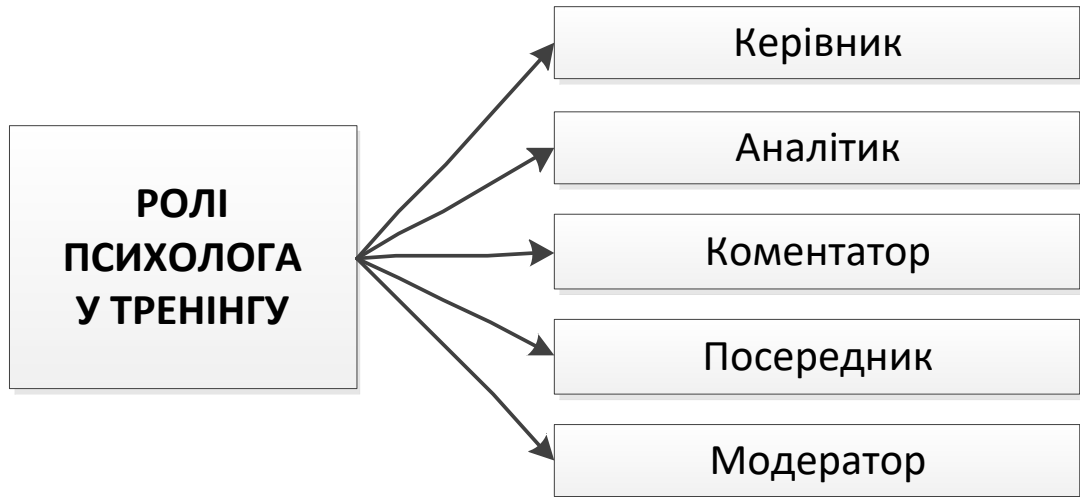 РОЛІ
ПСИХОЛОГА
У ТРЕНІНГУ
Керівник
Аналітик
Коментатор
Посередник
Модератор